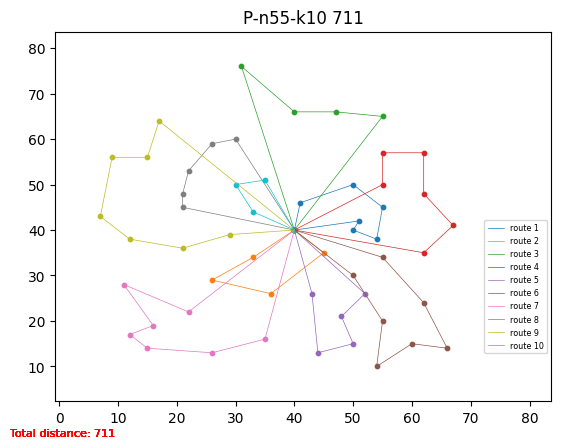 P-n55-k10 711
80
70
60
50
40
30
20
10
0 10 20 30 40 50 60 70 80
route 1
route 2
route 3
route 4
route 5
route 6
route 7
route 8
route 9
route 10
Total distance: 711